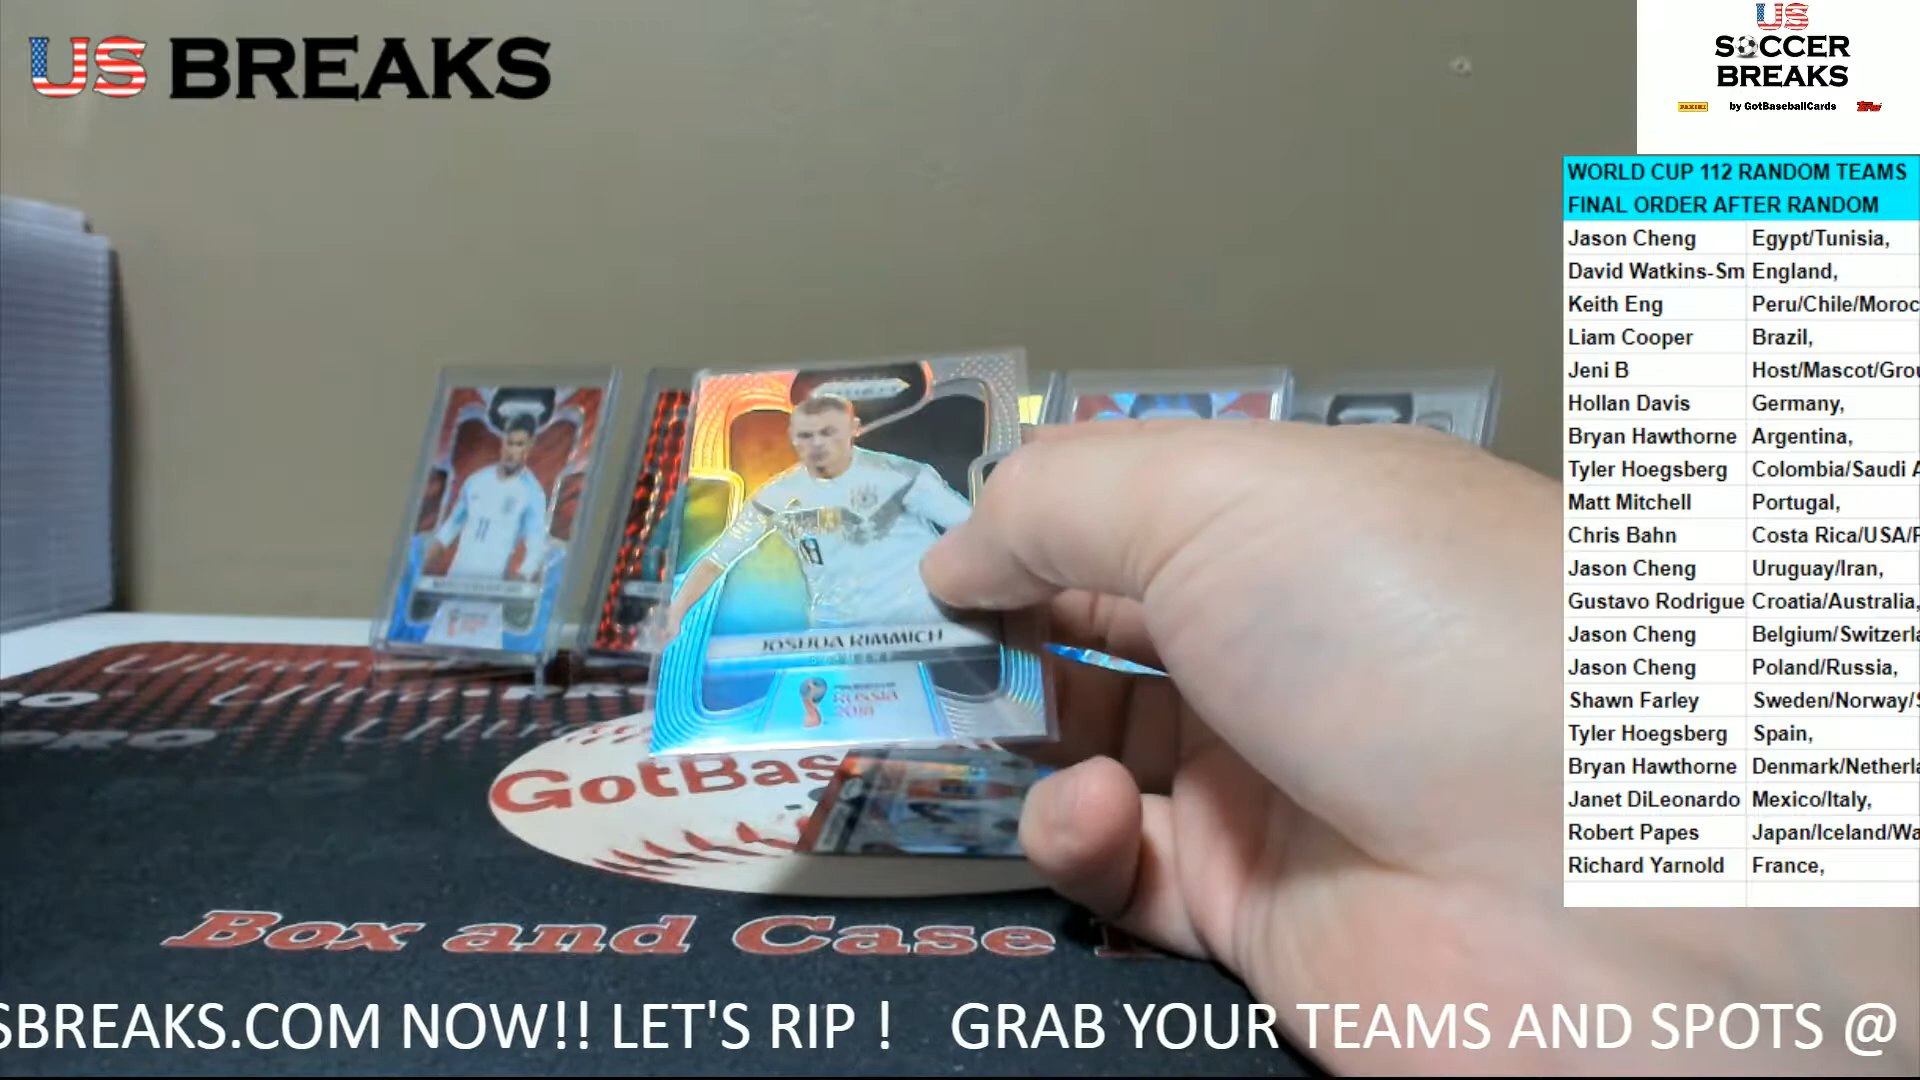 US BREAKS
US
SOCCER
BREAKS
PANINI by GotBaseballCards Topps
WORLD CUP 112 RANDOM TEAMS
FINAL ORDER AFTER RANDOM
Jason Cheng Egypt/Tunisia,
David Watkins-Sm England,
Keith Eng Peru/Chile/Moroc
Liam Cooper Brazil,
Jeni B Host/Mascot/Grou
Hollan Davis Germany,
Bryan Hawthorne Argentina,
Tyler Hoegsberg Colombia/Saudi A
Matt Mitchell Portugal,
Chris Bahn Costa Rica/USA/
Jason Cheng Uruguay/Iran,
Gustavo Rodrigue Croatia/Australia,
Jason Cheng Belgium/Switzerla
Jason Cheng Poland/Russia,
Shawn Farley Sweden/Norway/
Tyler Hoegsberg Spain,
Bryan Hawthorne Denmark/Netherla
Janet DiLeonardo Mexico/Italy,
Robert Papes Japan/Iceland/Wa
Richard Yarnold France,
11
18
JOSHUA KIMMICH
RUSSIA
2018
PRO
GotBas
Box and Case
SBREAKS.COM NOW!! LET'S RIP ! GRAB YOUR TEAMS AND SPOTS @